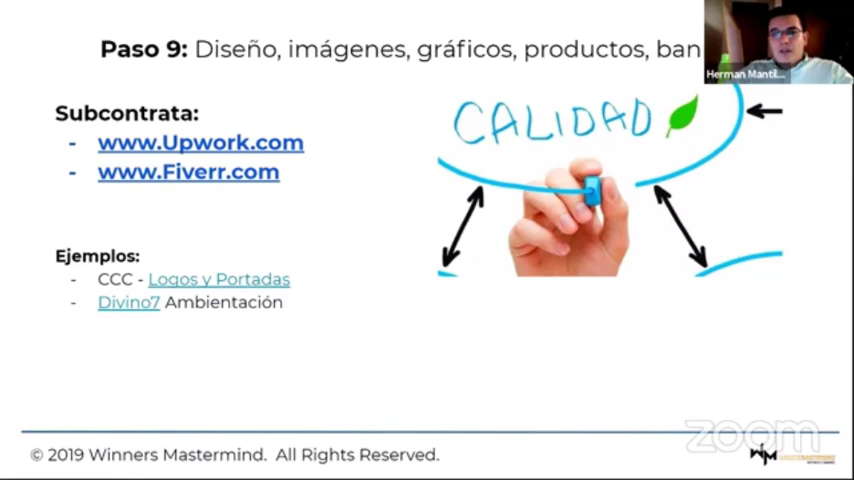 Paso 9: Diseño, imágenes, gráficos, productos, ban
Herman Mantil...
Subcontrata:
- www.Upwork.com
- www.Fiverr.com
CALIDAD
Ejemplos:
- CCC - Logos y Portadas
- Divino7 Ambientación
zoom
© 2019 Winners Mastermind. All Rights Reserved.
WM